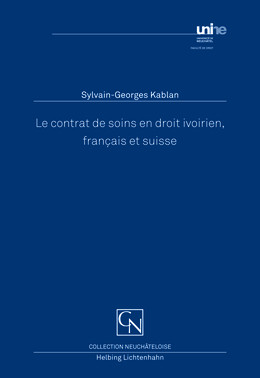 unine
UNIVERSITÉ DE
NEUCHÂTEL
FACULTÉ DE DROIT
Sylvain-Georges Kablan
Le contrat de soins en droit ivoirien,
français et suisse
CN
COLLECTION NEUCHÂTELOISE
Helbing Lichtenhahn